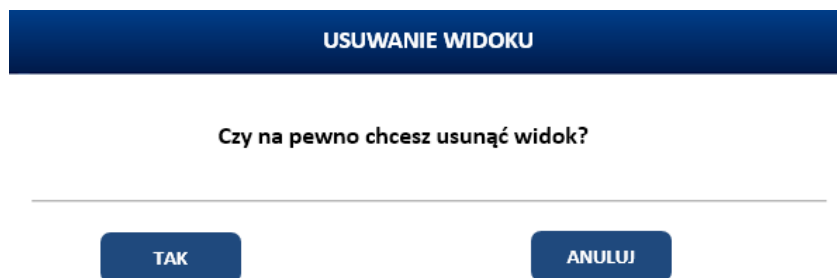 USUWANIE WIDOKU
Czy na pewno chcesz usunąć widok?
TAK
ANULUJ